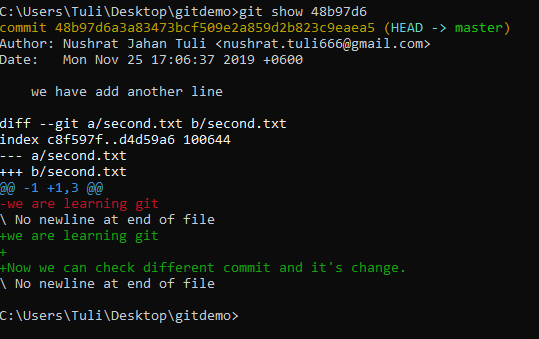 C:\Users\Tuli\Desktop\gitdemo>git show 48b97d6
commit 48b97d6a3a83473bcf509e2a859d2b823c9eaea5 (HEAD -> master)
Author: Nushrat Jahan Tuli <nushrat.tuli666@gmail.com>
Date:   Mon Nov 25 17:06:37 2019 +0600

    we have add another line

diff --git a/second.txt b/second.txt
index c8f597f..d4d59a6 100644
--- a/second.txt
+++ b/second.txt
@@ -1 +1,3 @@
-we are learning git
\ No newline at end of file
+we are learning git
+
+Now we can check different commit and it's change.
\ No newline at end of file

C:\Users\Tuli\Desktop\gitdemo>